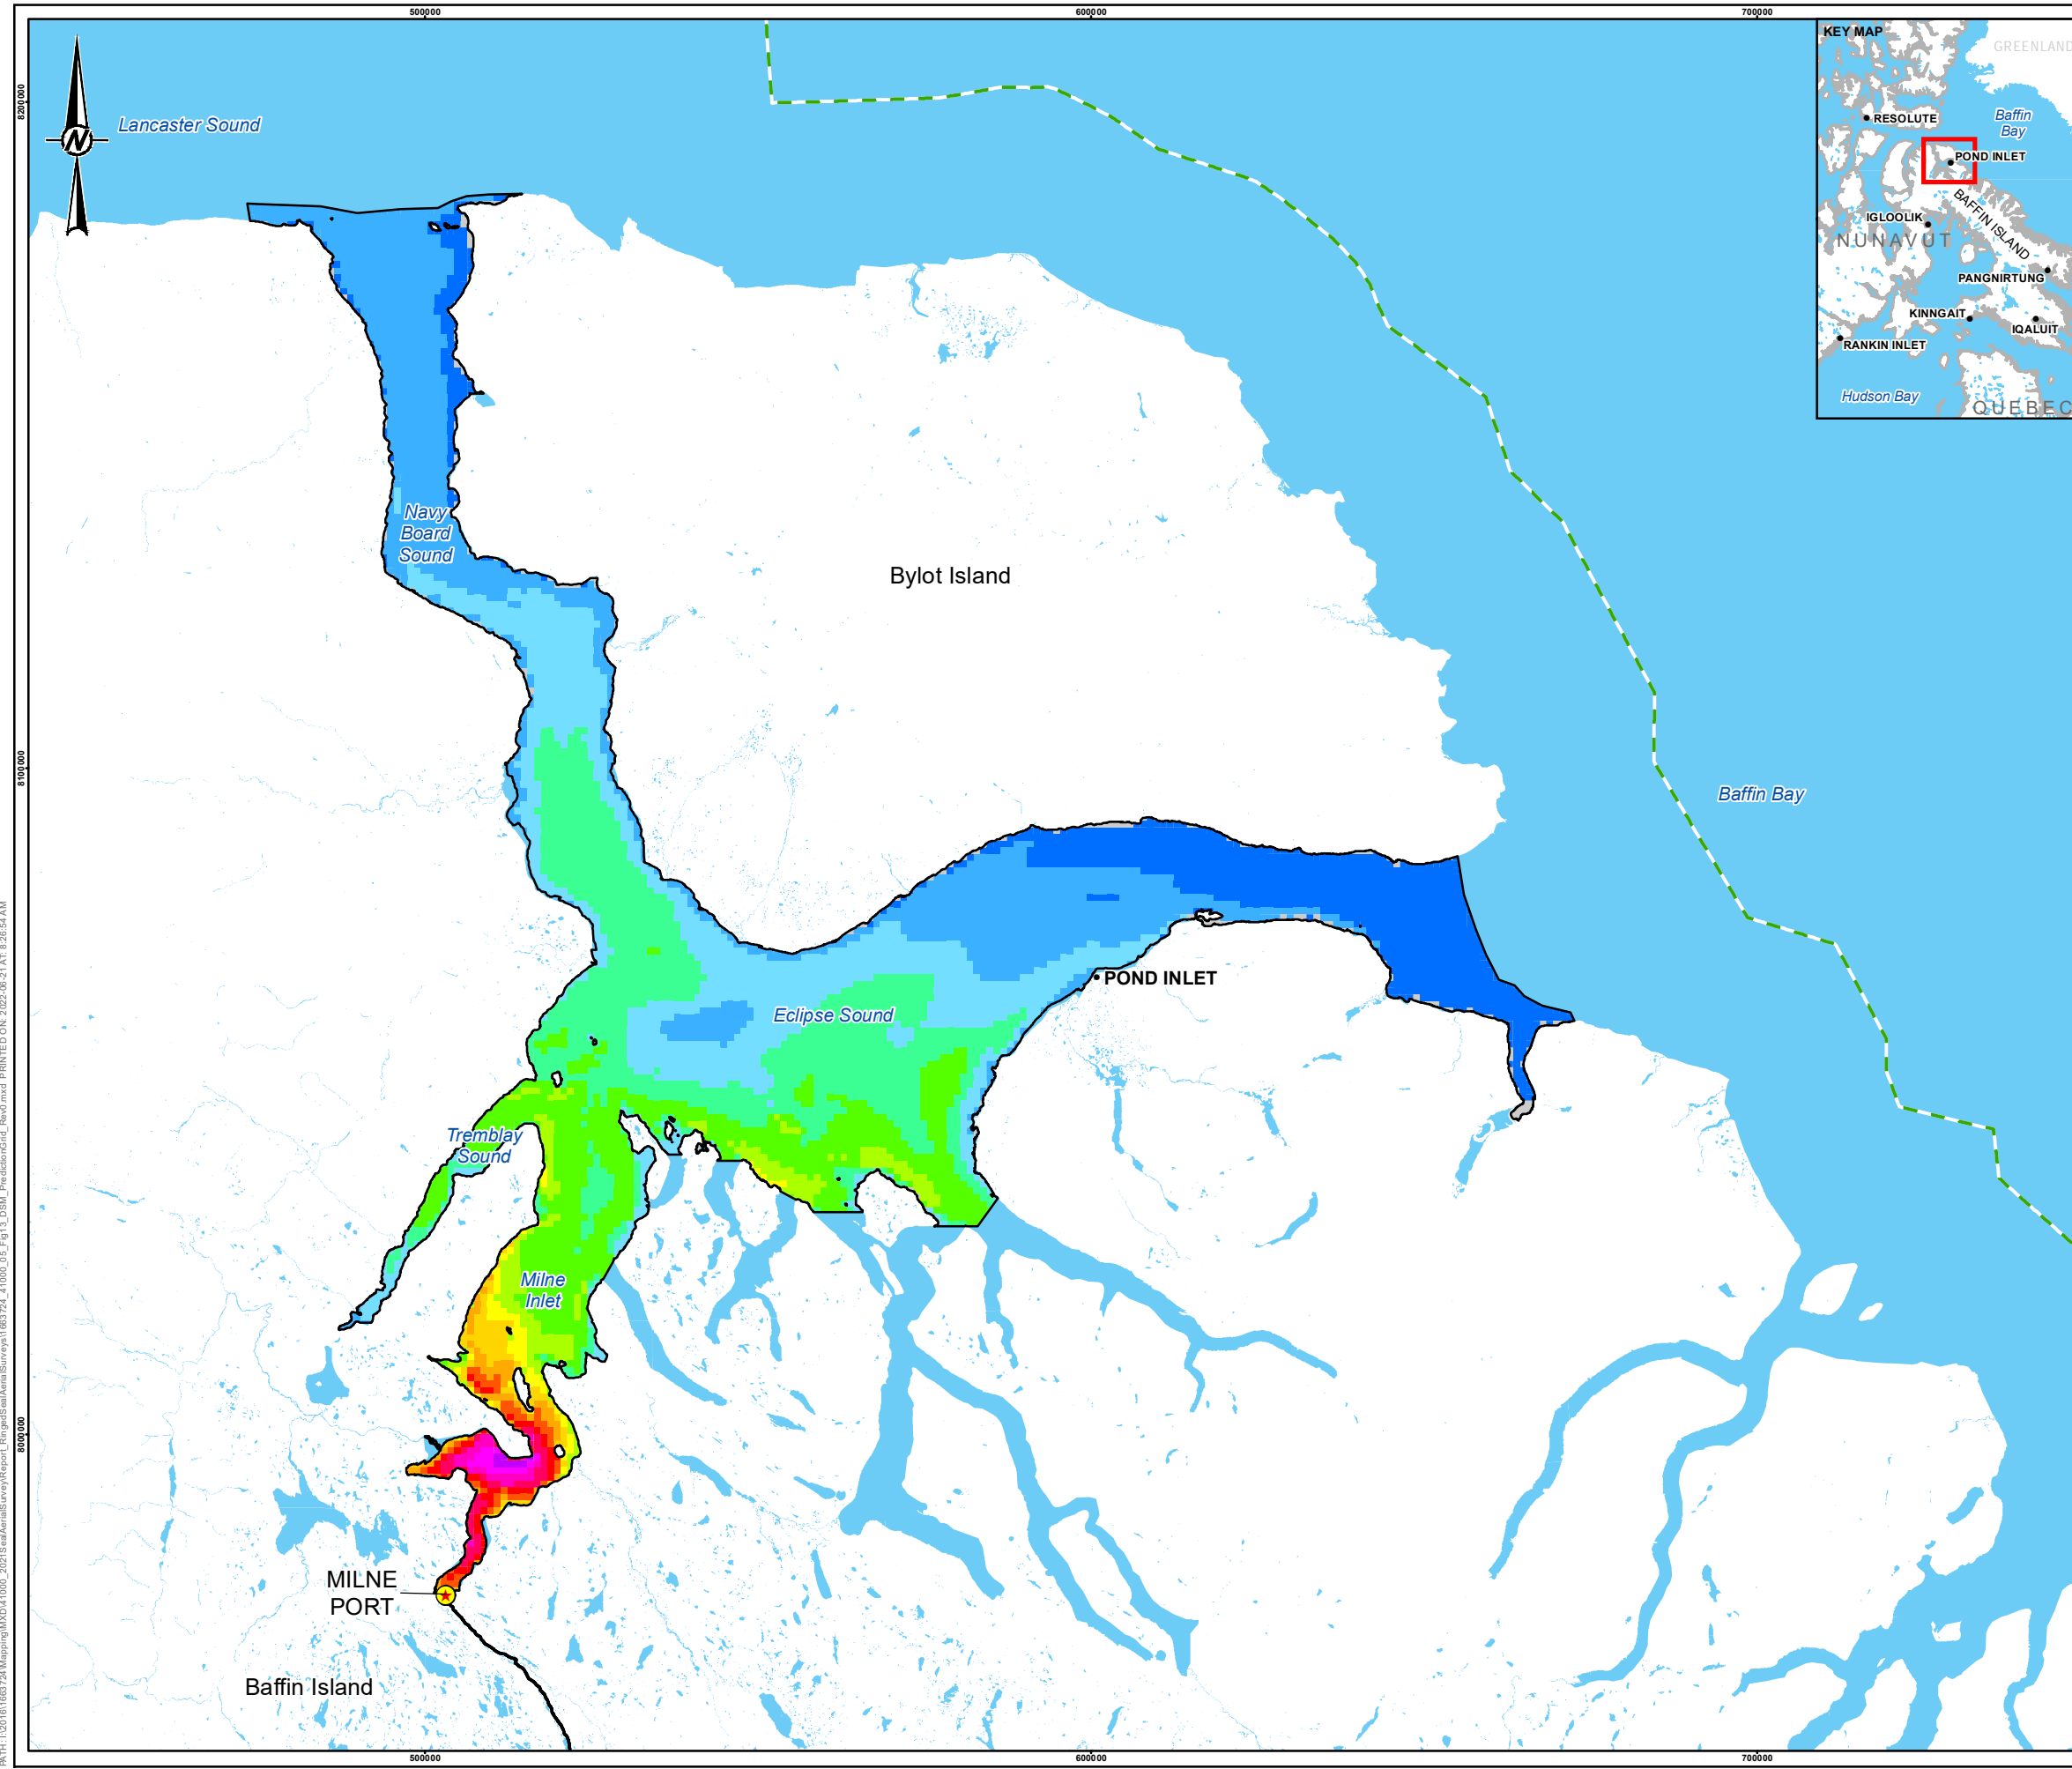 500000
600000
700000
8200000
8100000
8000000
N
Lancaster Sound
KEY MAP
GREENLAND
Baffin
Bay
RESOLUTE
POND INLET
BAFFIN ISLAND
IGLOOLIK
NUNAVUT
PANGNIRTUNG
KINNGAIT
IQALUIT
RANKIN INLET
Hudson Bay
QUEBEC
Navy
Board
Sound
Bylot Island
Baffin Bay
POND INLET
Eclipse Sound
Tremblay
Sound
Milne
Inlet
MILNE
PORT
Baffin Island
500000
600000
700000